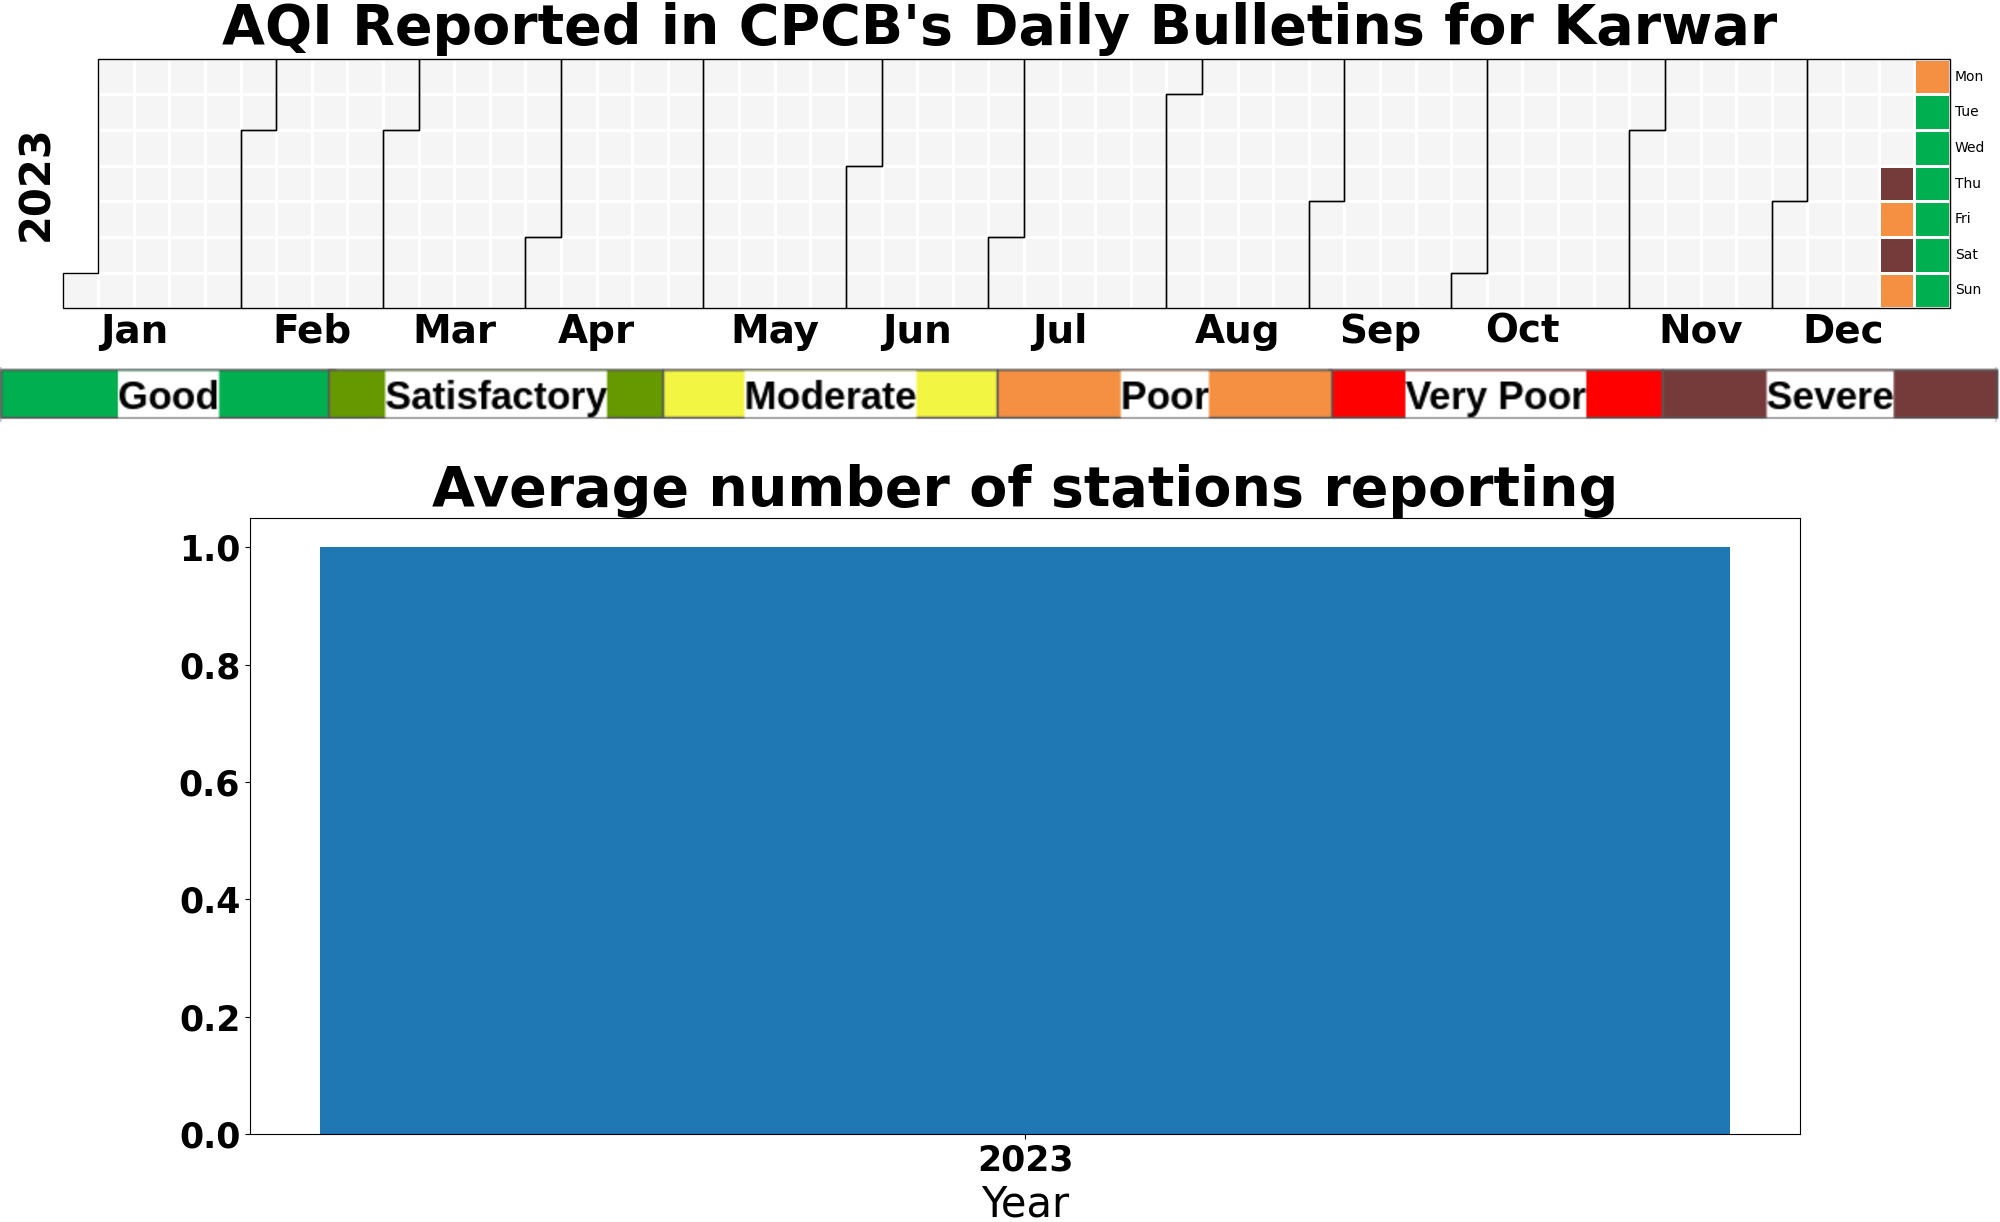 AQI Reported in CPCB's Daily Bulletins for Karwar
2023
Mon
Tue
Wed
Thu
Fri
Sat
Sun
Jan Feb Mar Apr May Jun Jul Aug Sep Oct Nov Dec
Good Satisfactory Moderate Poor Very Poor Severe
Average number of stations reporting
1.0
0.8
0.6
0.4
0.2
0.0
2023
Year